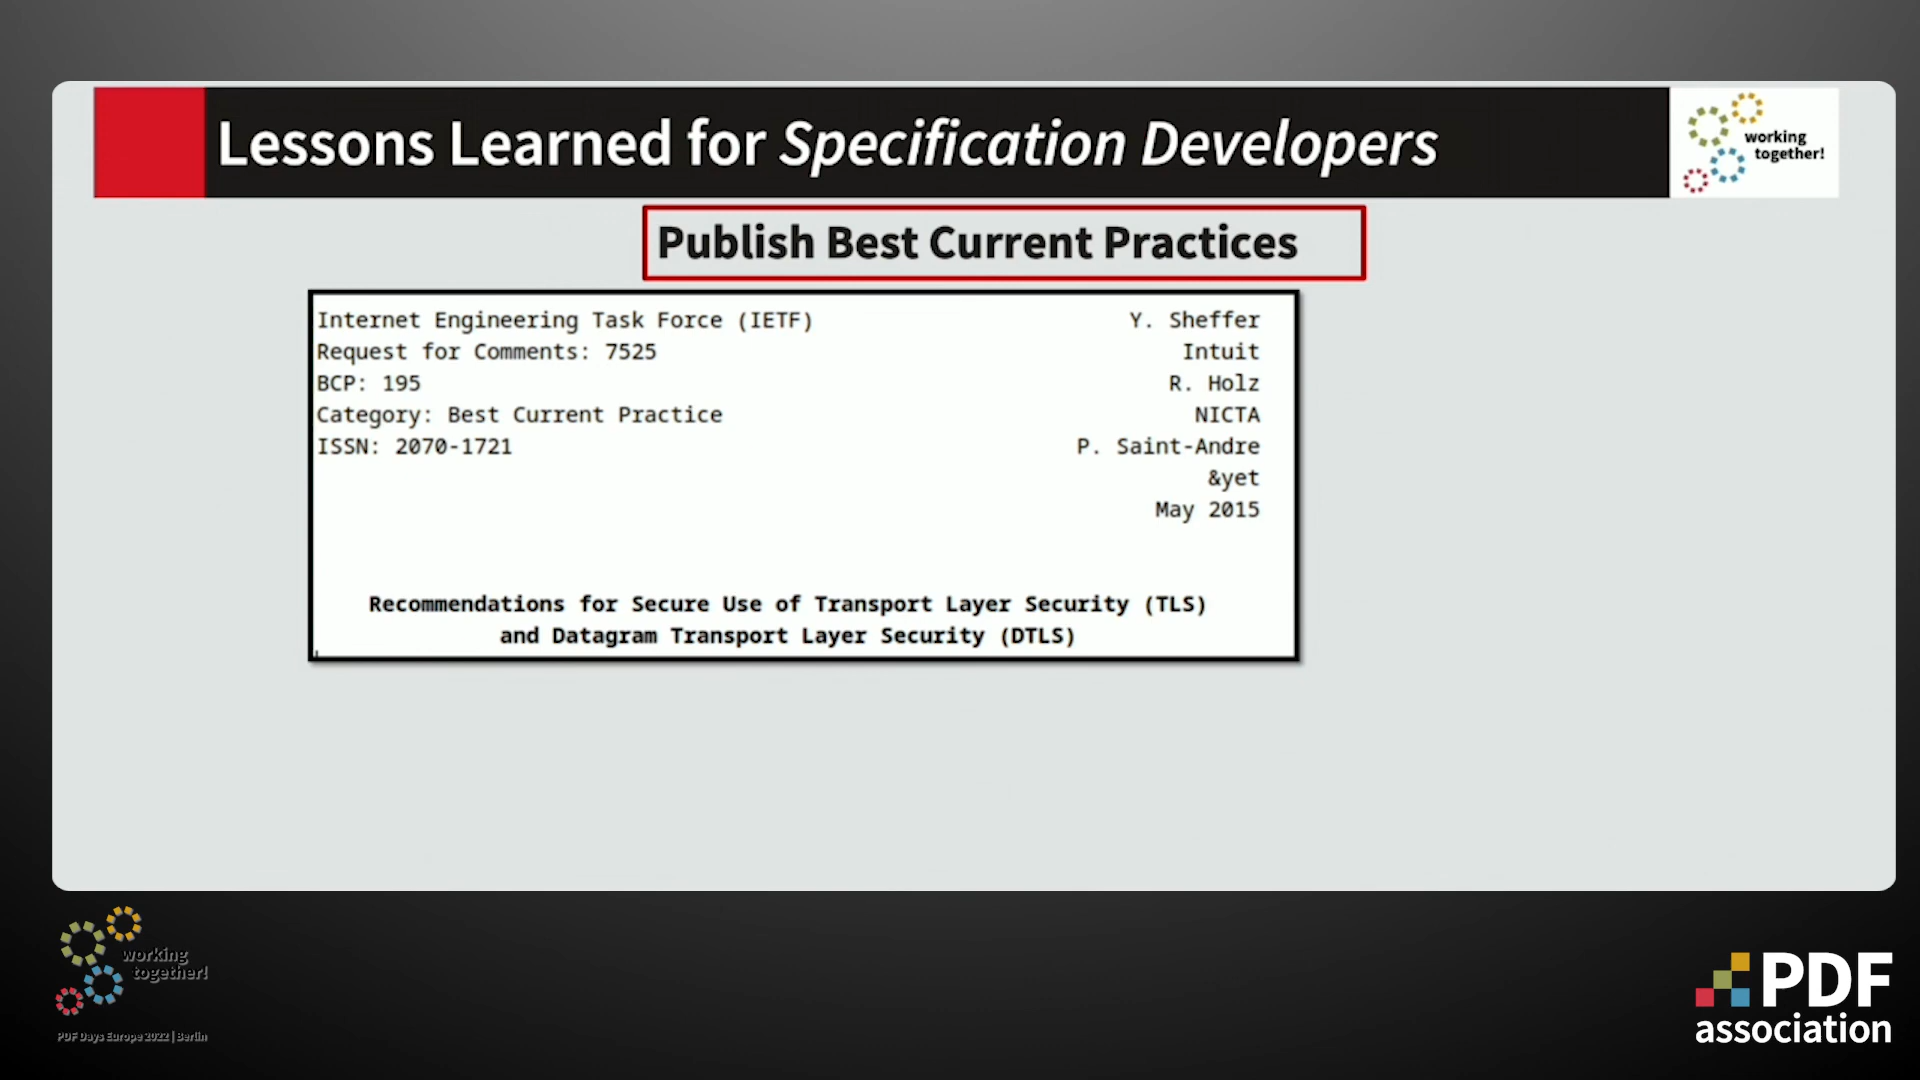 Lessons Learned for Specification Developers
working
together!
Publish Best Current Practices
Internet Engineering Task Force (IETF) Y. Sheffer
Request for Comments: 7525 Intuit
BCP: 195 R. Holz
Category: Best Current Practice NICTA
ISSN: 2070-1721 P. Saint-Andre
&yet
May 2015
Recommendations for Secure Use of Transport Layer Security (TLS)
and Datagram Transport Layer Security (DTLS)
working
together!
PDF Days Europe 2022 | Berlin
PDF
association